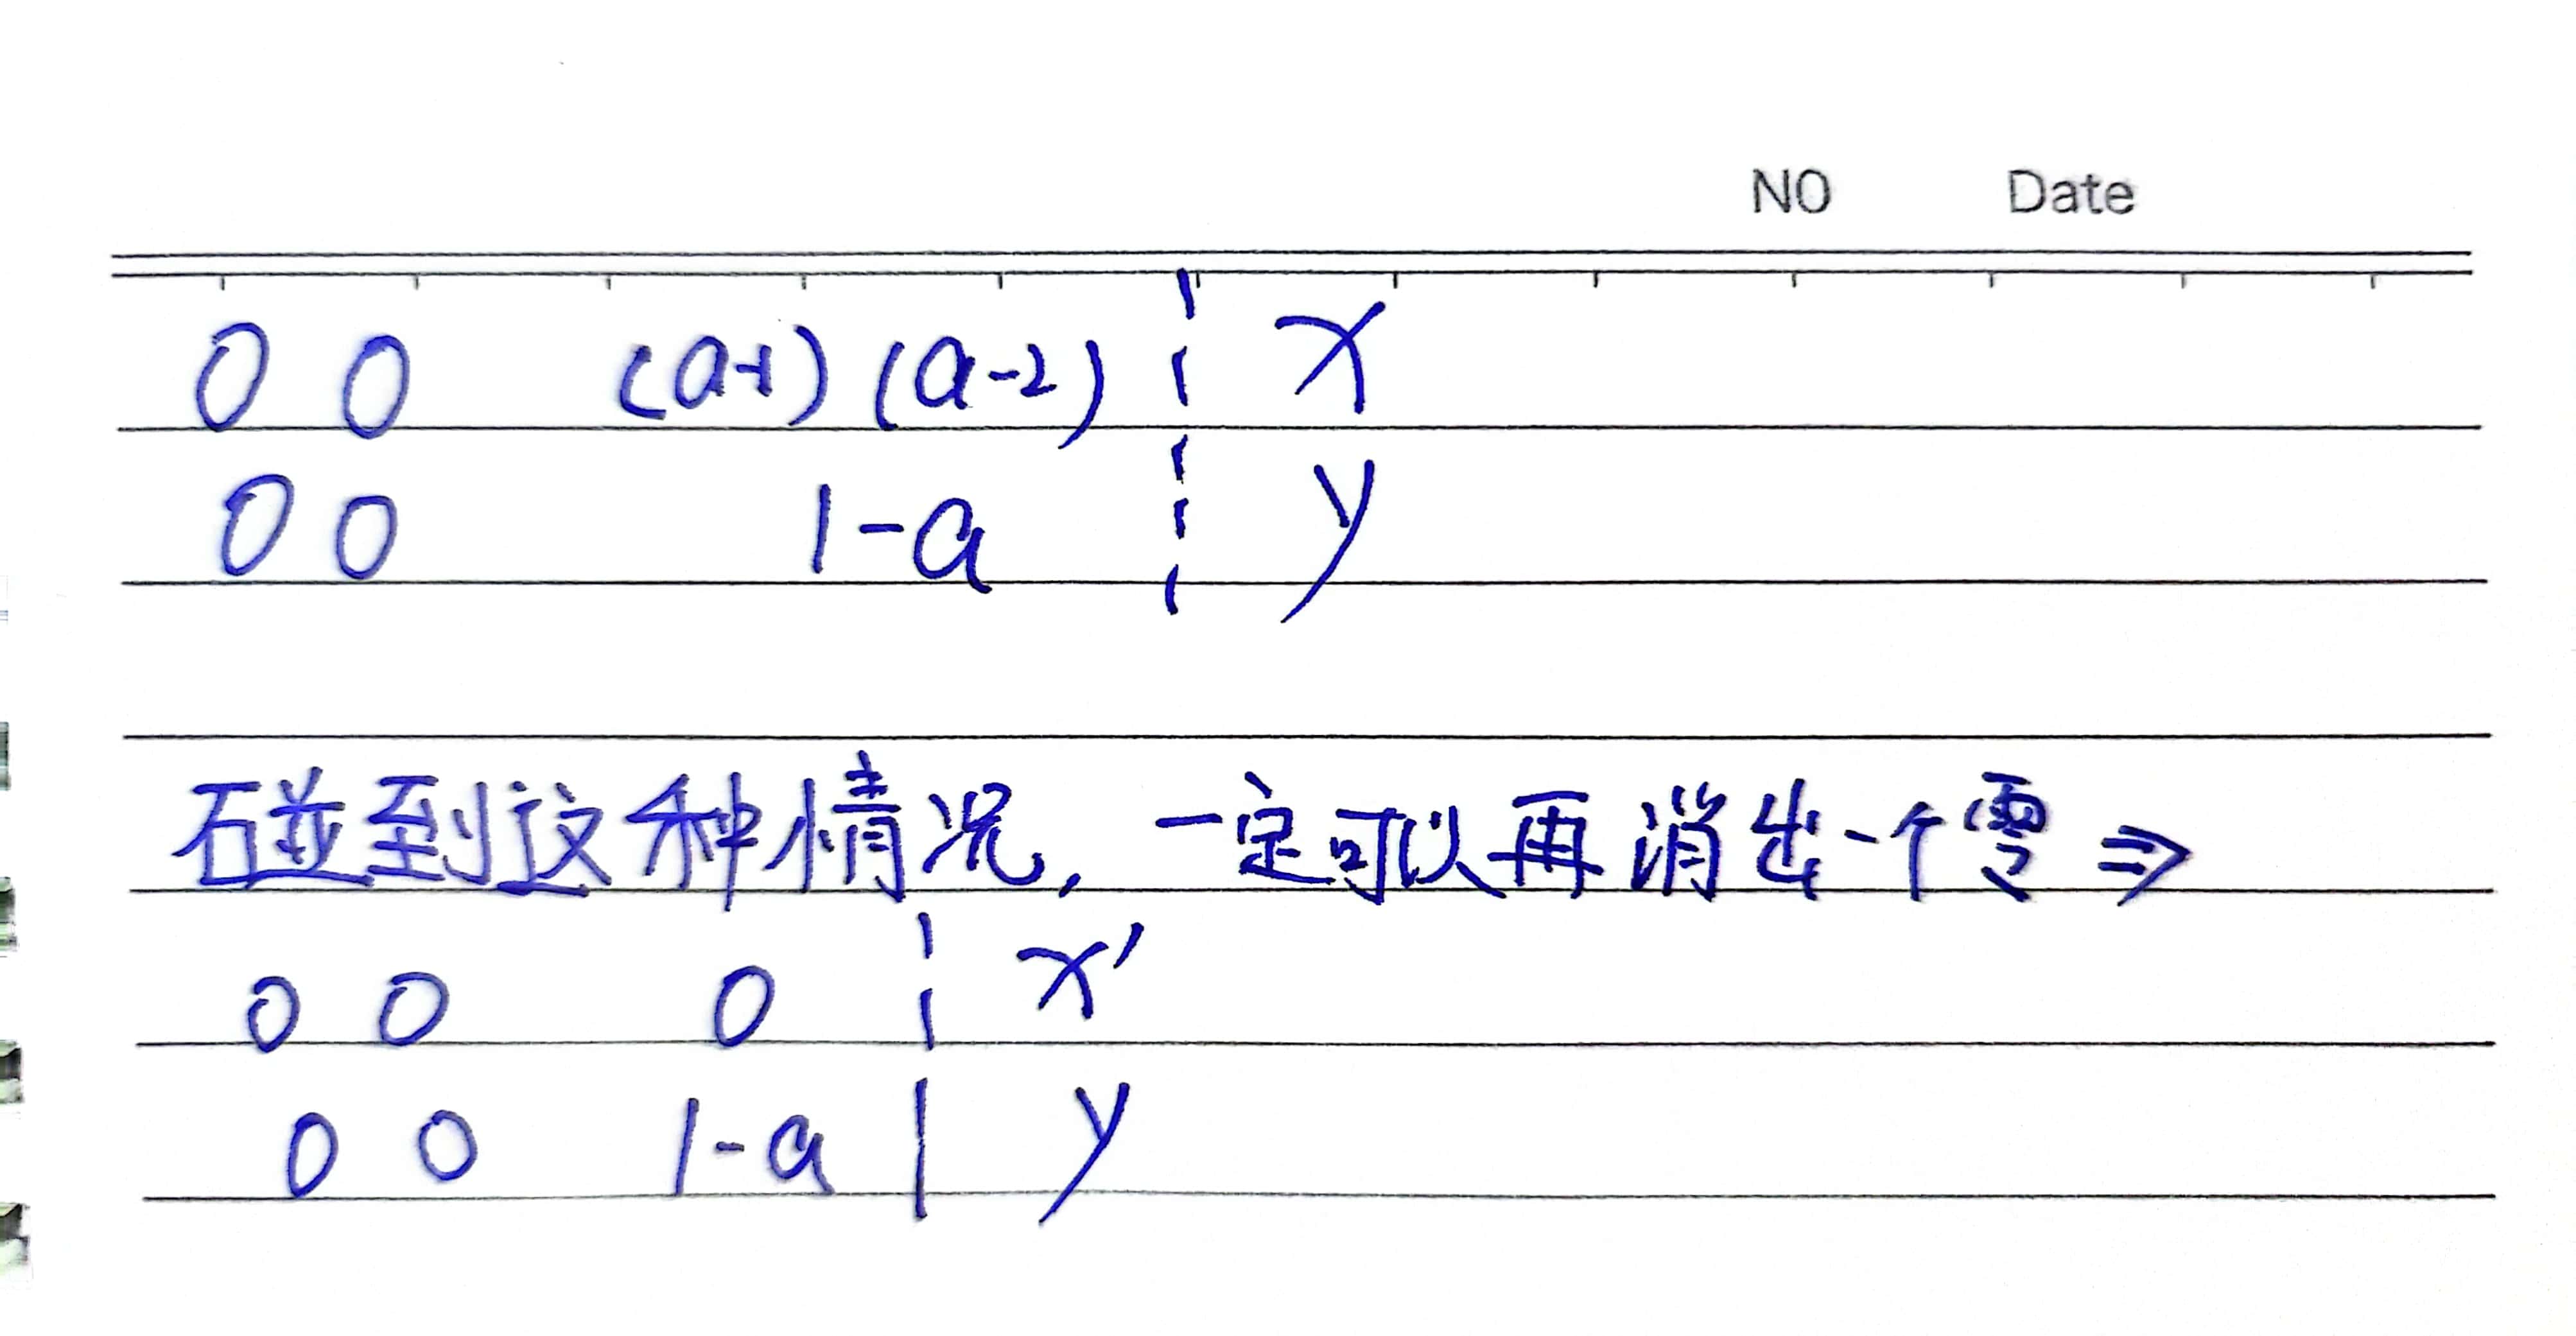 NO Date
0 0 (a-1) (a-2) ¦ x
0 0 1-a ¦ y
碰到这种情况，一定可以再消出一个零 ⇒
0 0 0 ¦ x'
0 0 1-a | y